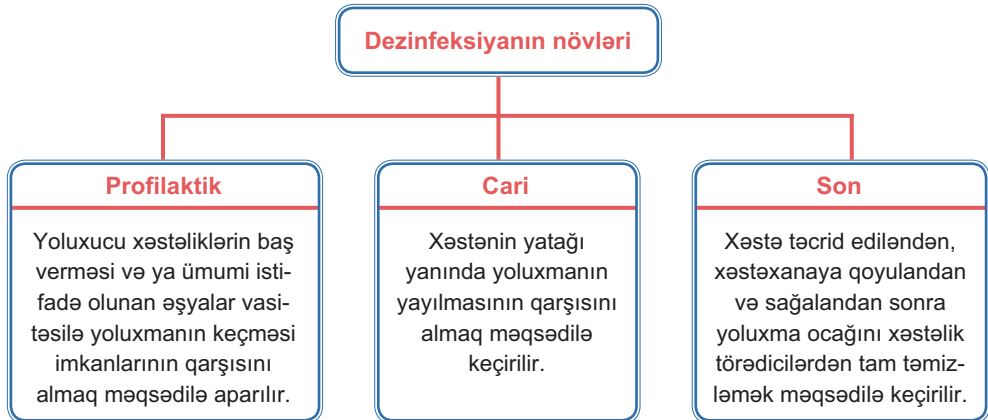 Dezinfeksiyanın növləri
Profilaktik
Yoluxucu xəstəliklərin baş
verməsi və ya ümumi isti-
fadə olunan əşyalar vasi-
təsilə yoluxmanın keçməsi
imkanlarının qarşısını
almaq məqsədilə aparılır.
Cari
Xəstənin yatağı
yanında yoluxmanın
yayılmasının qarşısını
almaq məqsədilə
keçirilir.
Son
Xəstə təcrid ediləndən,
xəstəxanaya qoyulandan
və sağalandan sonra
yoluxma ocağını xəstəlik
törədicilərdən tam təmiz-
ləmək məqsədilə keçirilir.